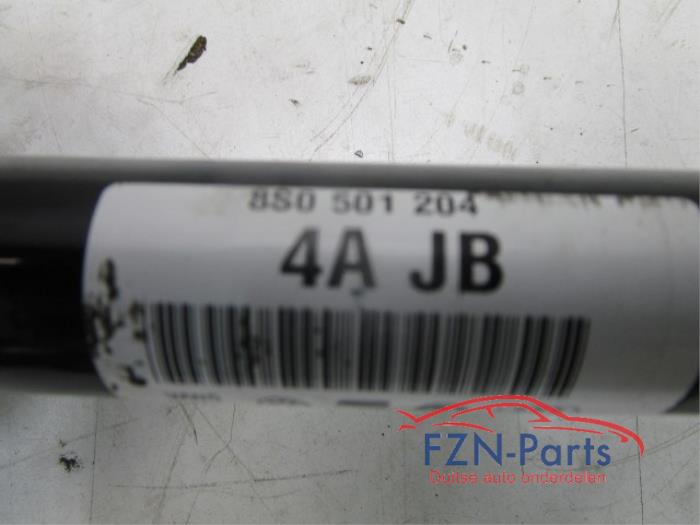 8S0 501 204
4A JB
FZN-Parts
Duitse auto onderdelen